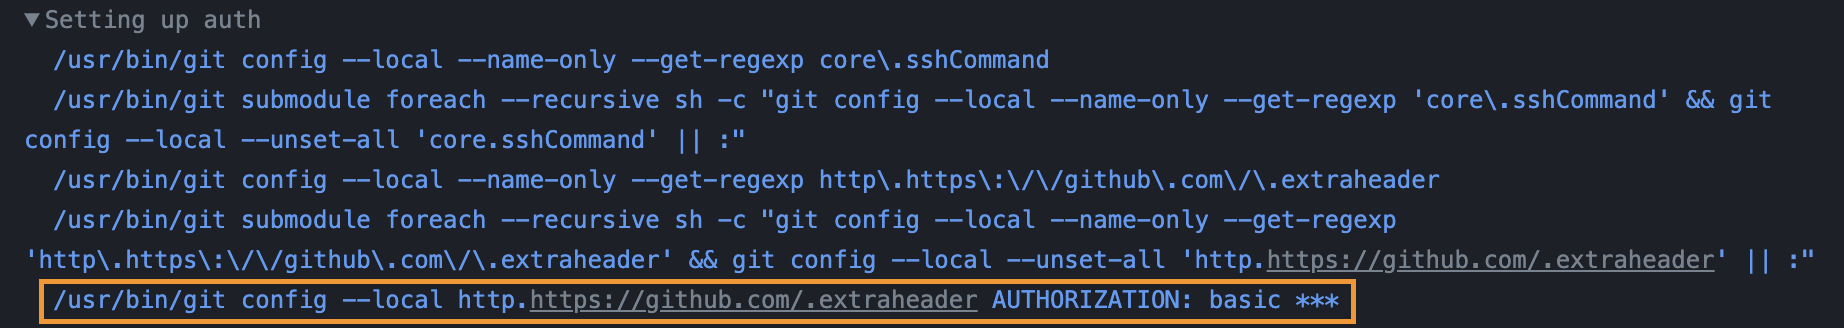 ▼Setting up auth
/usr/bin/git config --local --name-only --get-regexp core\.sshCommand
/usr/bin/git submodule foreach --recursive sh -c "git config --local --name-only --get-regexp 'core\.sshCommand' && git
config --local --unset-all 'core.sshCommand' || :"
/usr/bin/git config --local --name-only --get-regexp http\.https\:\/\/github\.com\/\.extraheader
/usr/bin/git submodule foreach --recursive sh -c "git config --local --name-only --get-regexp
'http\.https\:\/\/github\.com\/\.extraheader' && git config --local --unset-all 'http.https://github.com/.extraheader' || :"
/usr/bin/git config --local http.https://github.com/.extraheader AUTHORIZATION: basic ***